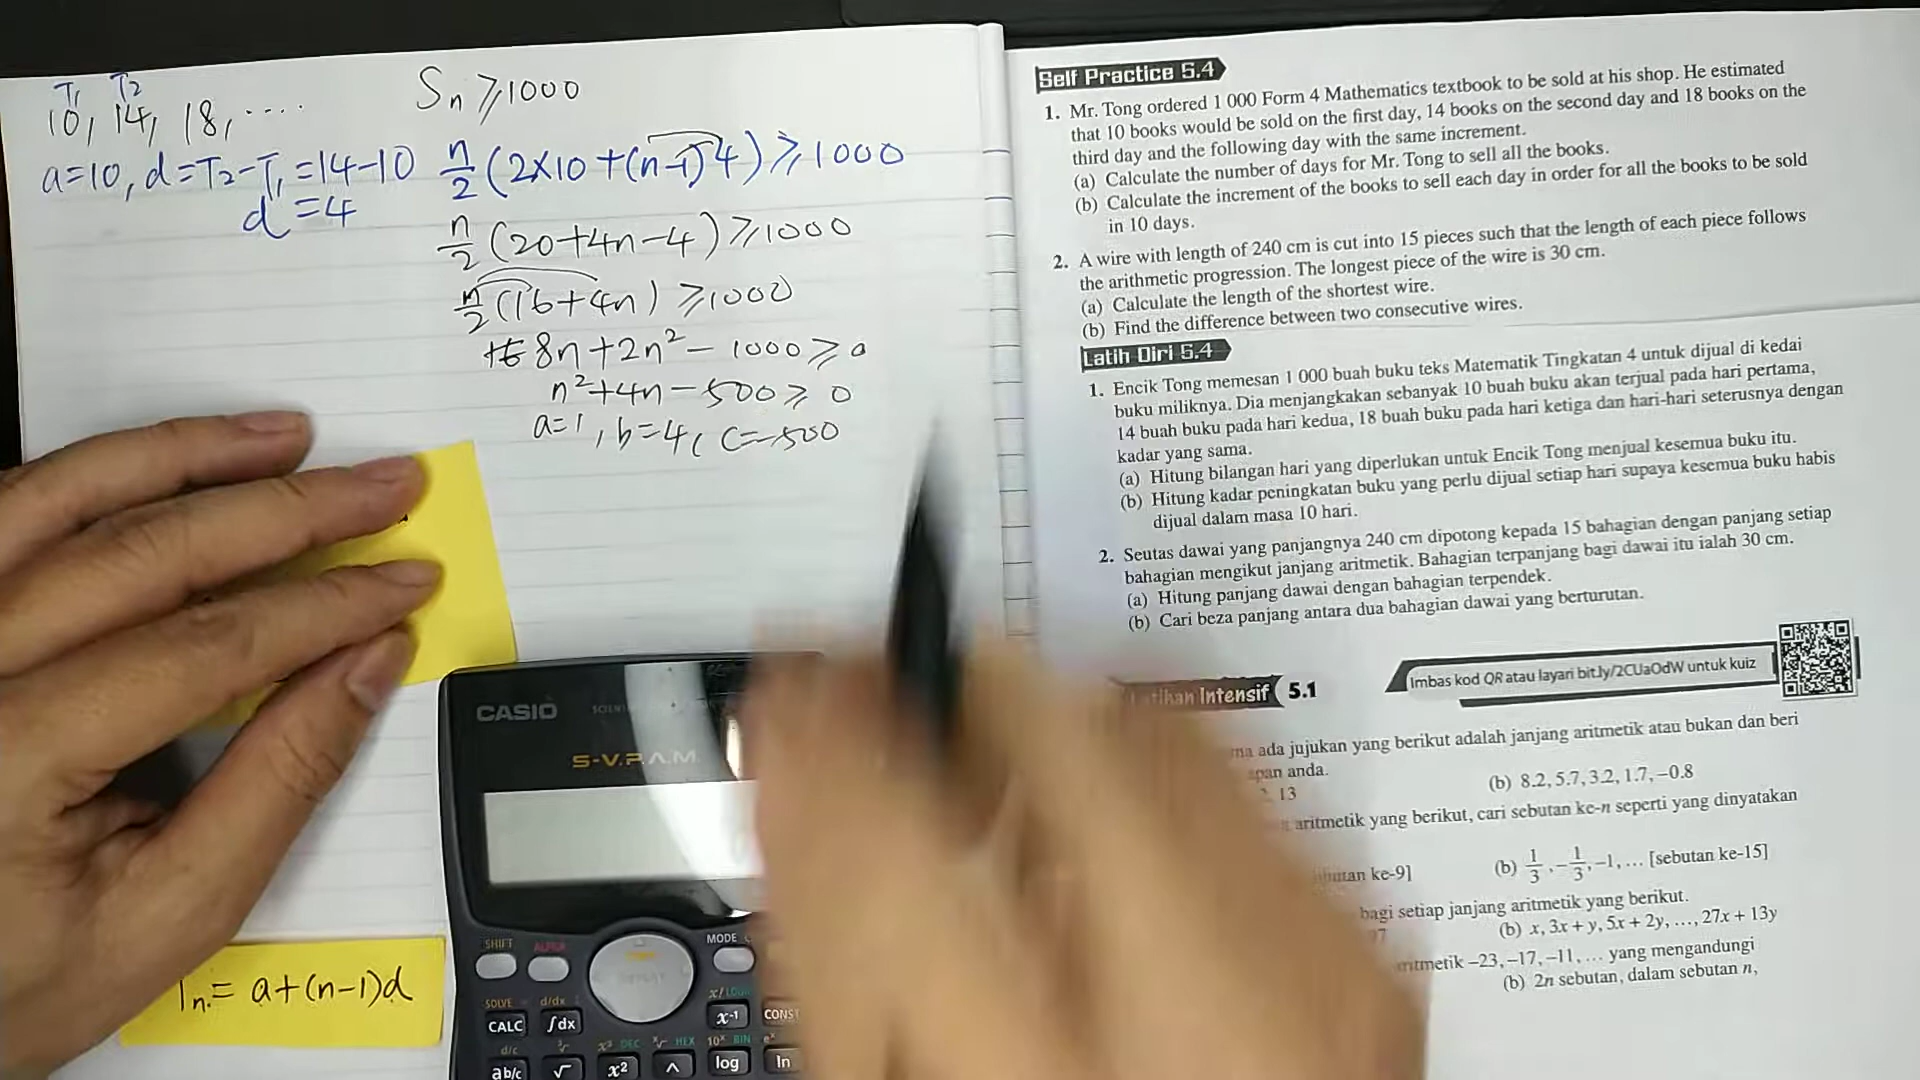 T₁ T₂
10, 14, 18, ....
a=10, d=T₂-T₁=14-10
d=4
Sₙ ⩾1000
n/2 (2×10+(n-1)4) ⩾1000
n/2 (20+4n-4) ⩾1000
n/2 (16+4n) ⩾1000
8n+2n²-1000 ⩾ 0
n²+4n-500 ⩾ 0
a=1, b=4, c=-500
Tₙ= a+(n-1)d
CASIO
S-V.P.A.M.
SHIFT ALPHA MODE
SOLVE d/dx
CALC ∫dx x⁻¹ CONST
d/c x³ DEC HEX 10ˣ BIN eˣ
ab/c √ x² ^ log ln
Self Practice 5.4
1. Mr. Tong ordered 1 000 Form 4 Mathematics textbook to be sold at his shop. He estimated
that 10 books would be sold on the first day, 14 books on the second day and 18 books on the
third day and the following day with the same increment.
(a) Calculate the number of days for Mr. Tong to sell all the books.
(b) Calculate the increment of the books to sell each day in order for all the books to be sold
in 10 days.
2. A wire with length of 240 cm is cut into 15 pieces such that the length of each piece follows
the arithmetic progression. The longest piece of the wire is 30 cm.
(a) Calculate the length of the shortest wire.
(b) Find the difference between two consecutive wires.
Latih Diri 5.4
1. Encik Tong memesan 1 000 buah buku teks Matematik Tingkatan 4 untuk dijual di kedai
buku miliknya. Dia menjangkakan sebanyak 10 buah buku akan terjual pada hari pertama,
14 buah buku pada hari kedua, 18 buah buku pada hari ketiga dan hari-hari seterusnya dengan
kadar yang sama.
(a) Hitung bilangan hari yang diperlukan untuk Encik Tong menjual kesemua buku itu.
(b) Hitung kadar peningkatan buku yang perlu dijual setiap hari supaya kesemua buku habis
dijual dalam masa 10 hari.
2. Seutas dawai yang panjangnya 240 cm dipotong kepada 15 bahagian dengan panjang setiap
bahagian mengikut janjang aritmetik. Bahagian terpanjang bagi dawai itu ialah 30 cm.
(a) Hitung panjang dawai dengan bahagian terpendek.
(b) Cari beza panjang antara dua bahagian dawai yang berturutan.
Imbas kod QR atau layari bit.ly/2CUaOdW untuk kuiz
Intensif 5.1
ada jujukan yang berikut adalah janjang aritmetik atau bukan dan beri
anda.
13 (b) 8.2, 5.7, 3.2, 1.7, –0.8
aritmetik yang berikut, cari sebutan ke-n seperti yang dinyatakan
ke-9] (b) 1/3, –1/3, –1, … [sebutan ke-15]
bagi setiap janjang aritmetik yang berikut.
(b) x, 3x + y, 5x + 2y, …, 27x + 13y
–23, –17, –11, … yang mengandungi
(b) 2n sebutan, dalam sebutan n,